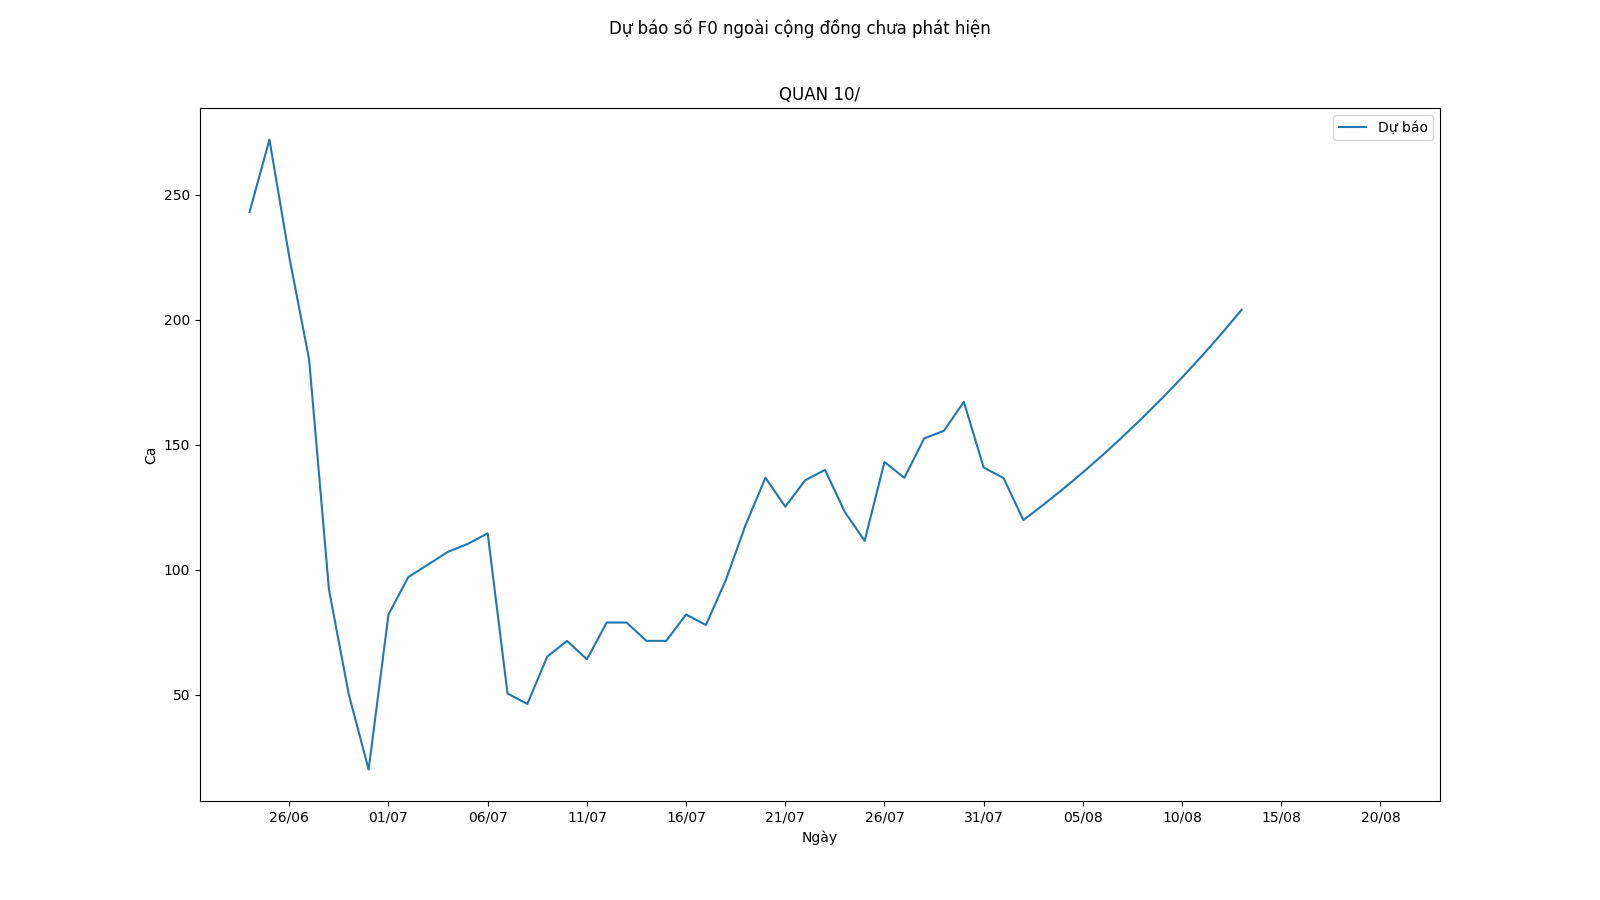 Dự báo số F0 ngoài cộng đồng chưa phát hiện
QUAN 10/
Dự báo
250
200
150
100
50
Ca
26/06 01/07 06/07 11/07 16/07 21/07 26/07 31/07 05/08 10/08 15/08 20/08
Ngày